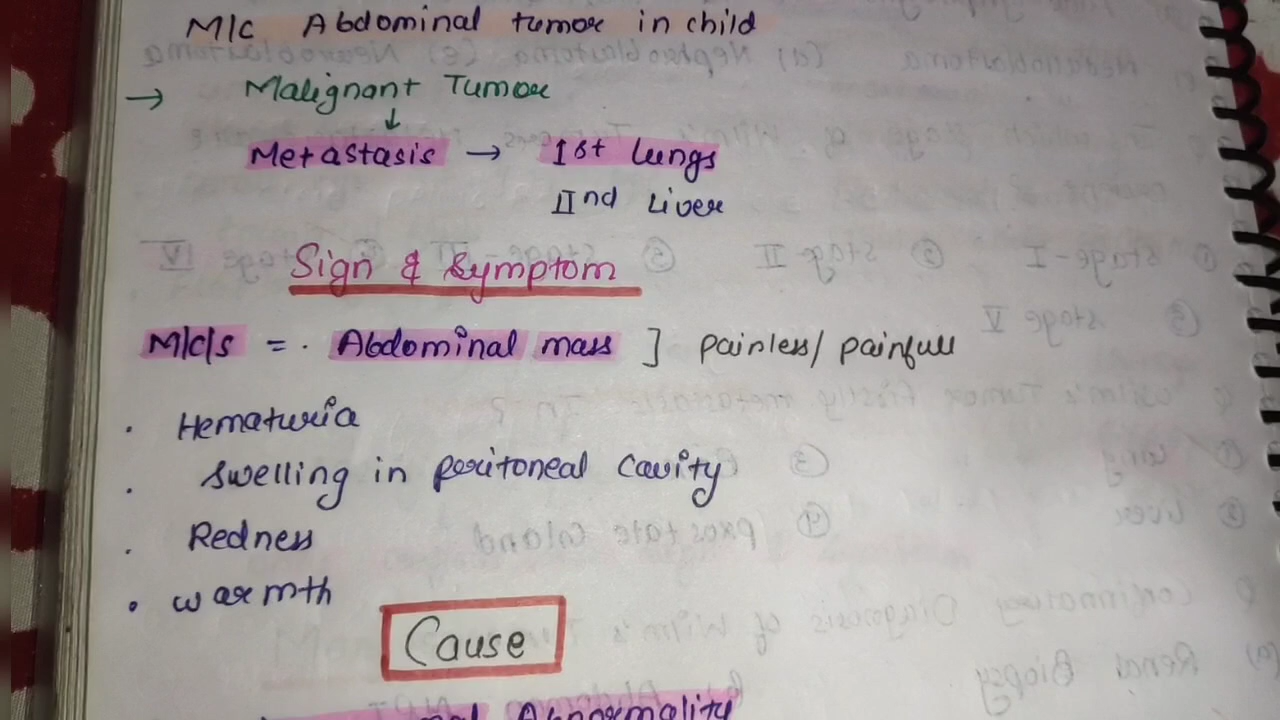 M/c Abdominal tumor in child
→ Malignant Tumor
↓
Metastasis → Ist lungs
IInd Liver
Sign & Symptom
M/c/s = · Abdominal mass ] Painless/ painfull
· Hematuria
· Swelling in peritoneal cavity
· Redness
· warmth
Cause
Abnormality